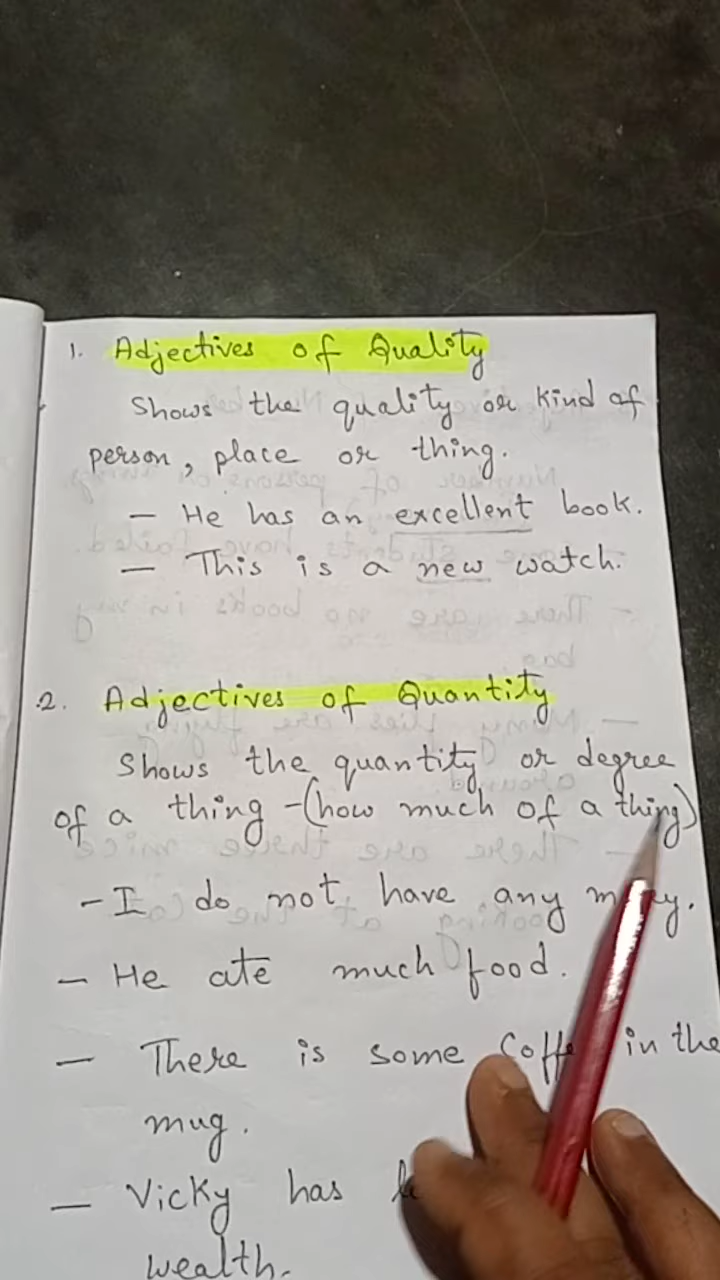 1. Adjectives of Quality
Shows the quality or kind of
person, place or thing.
- He has an excellent book.
- This is a new watch.
2. Adjectives of Quantity
Shows the quantity or degree
of a thing - (how much of a thing)
- I do not have any
- He ate much food.
- There is some in the
mug.
- Vicky has
wealth.